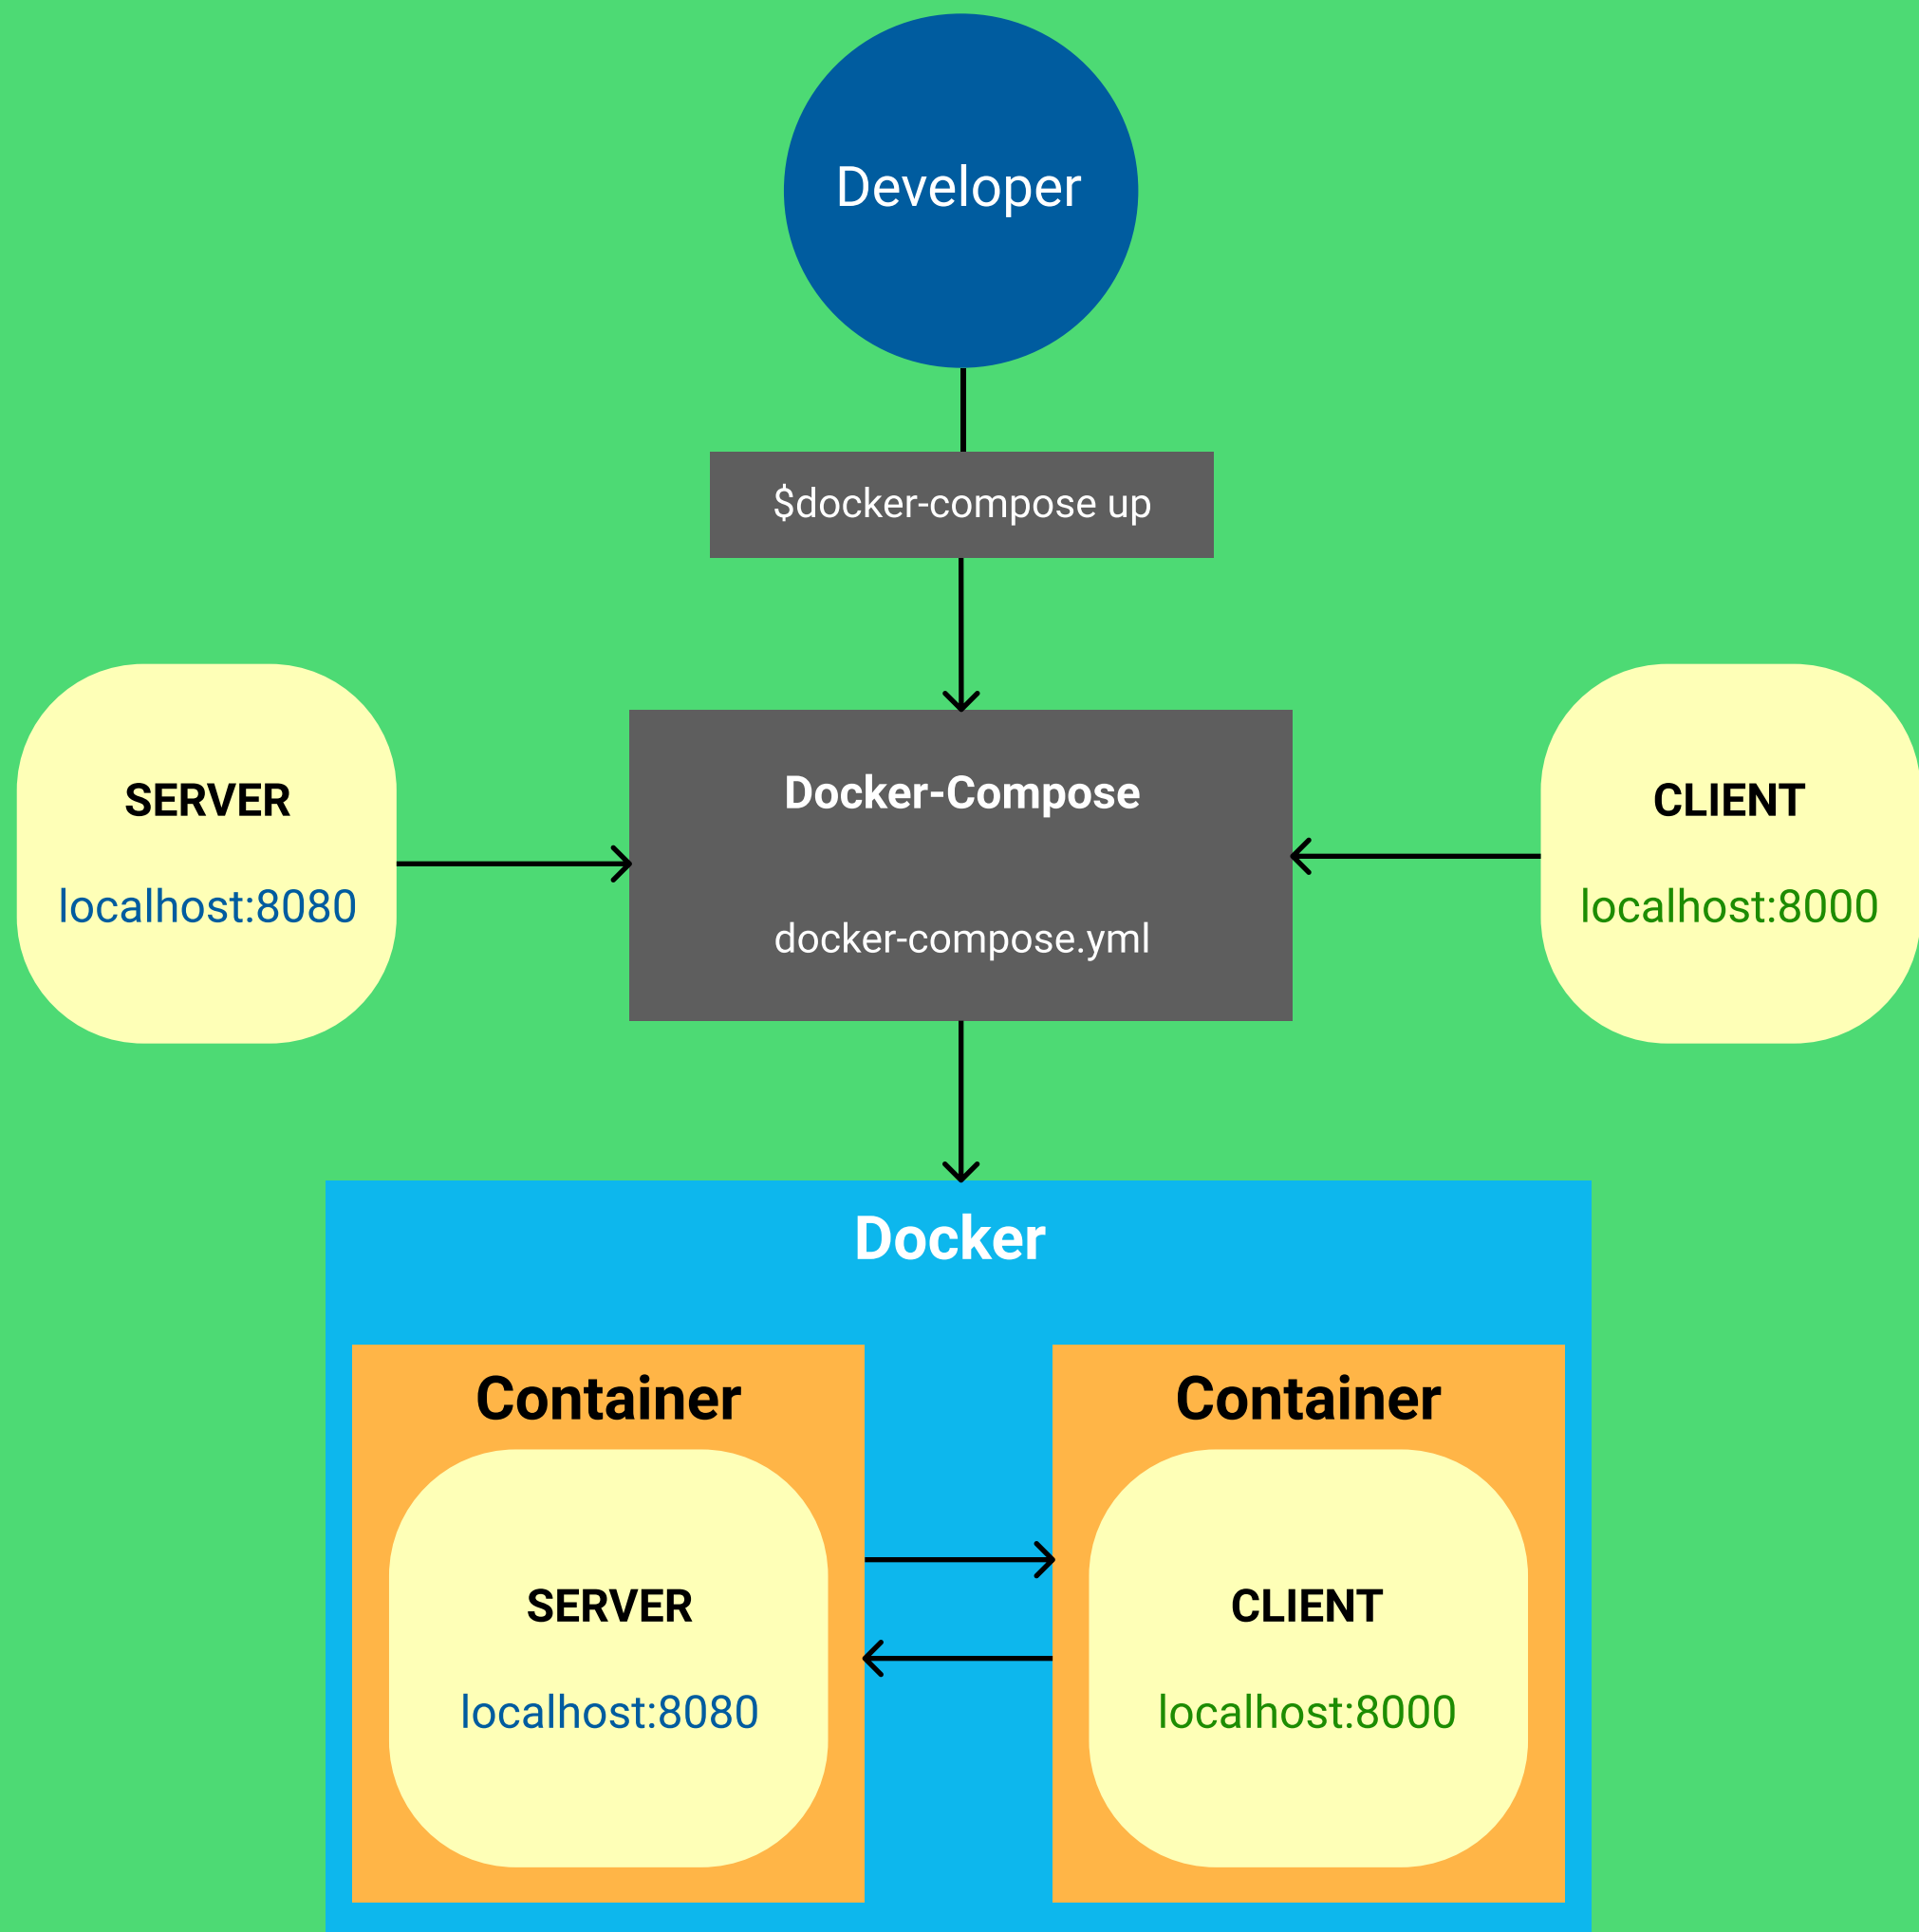 Developer
$docker-compose up
Docker-Compose
docker-compose.yml
SERVER
localhost:8080
CLIENT
localhost:8000
Docker
Container
SERVER
localhost:8080
Container
CLIENT
localhost:8000